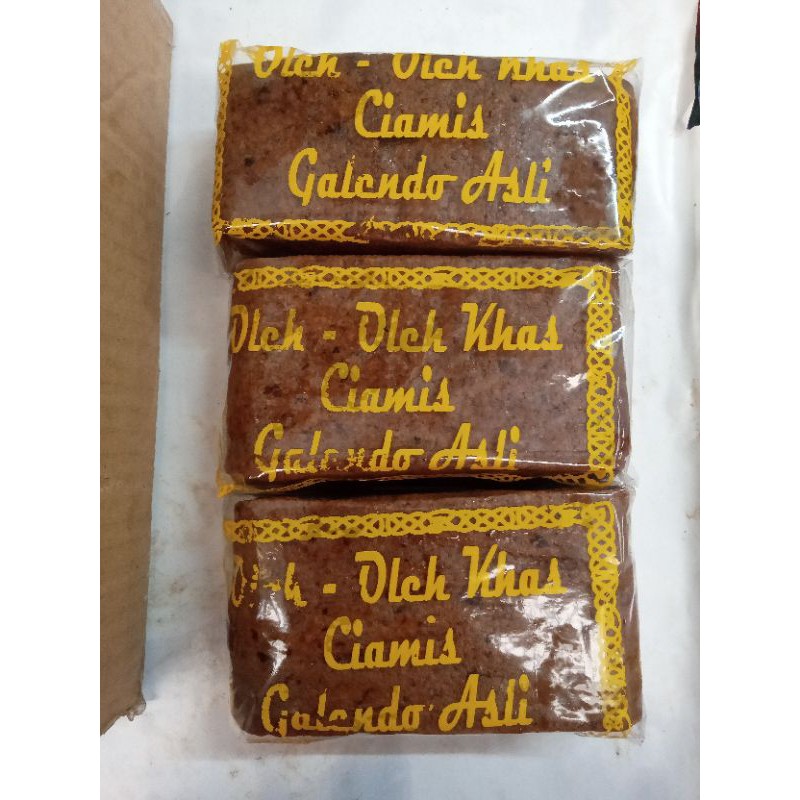 Oleh - Oleh Khas
Ciamis
Galendo Asli
Oleh - Oleh Khas
Ciamis
Galendo Asli
- Oleh Khas
Ciamis
Galendo Asli